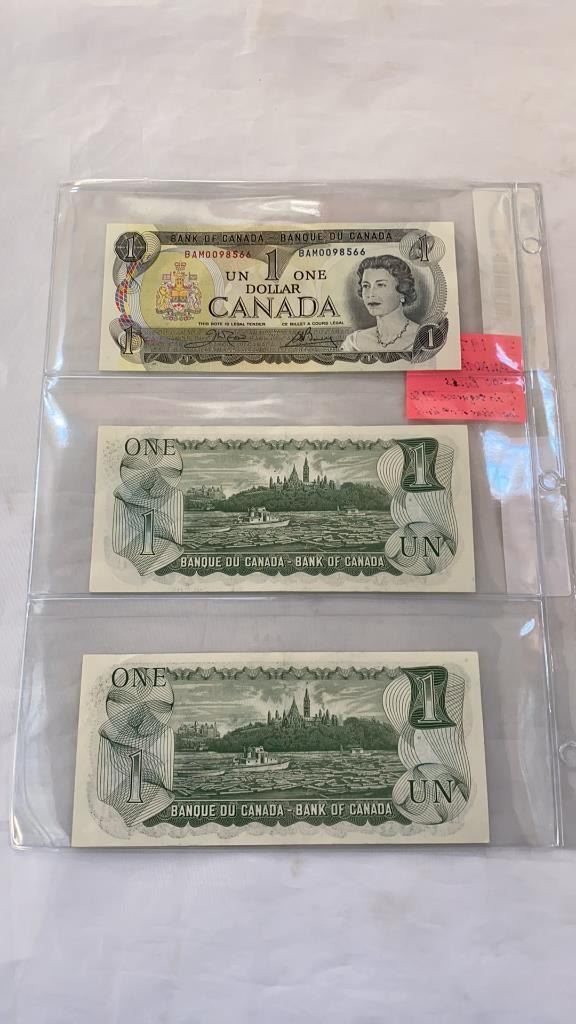 BANK OF CANADA - BANQUE DU CANADA
BAM0098566 BAM0098566
1 1 1
UN ONE
DOLLAR
CANADA
THIS NOTE IS LEGAL TENDER CE BILLET A COURS LÉGAL
1 1
ONE 1
1 UN
BANQUE DU CANADA - BANK OF CANADA
ONE 1
1 UN
BANQUE DU CANADA - BANK OF CANADA